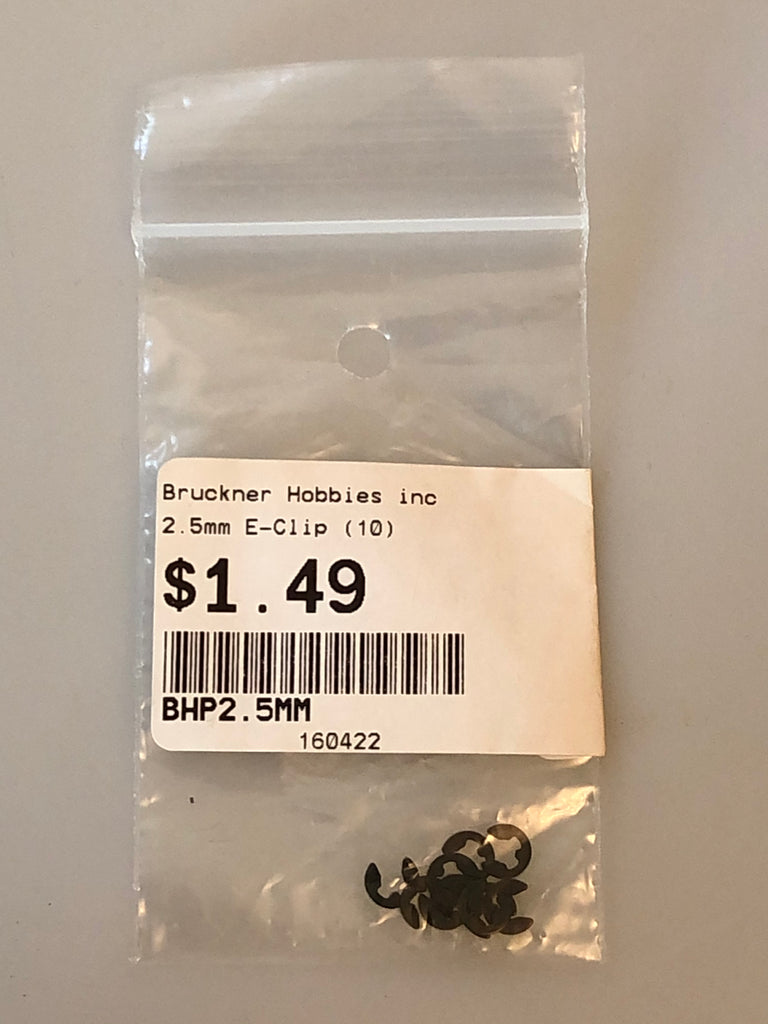 Bruckner Hobbies inc
2.5mm E-Clip (10)
$1.49
BHP2.5MM
160422